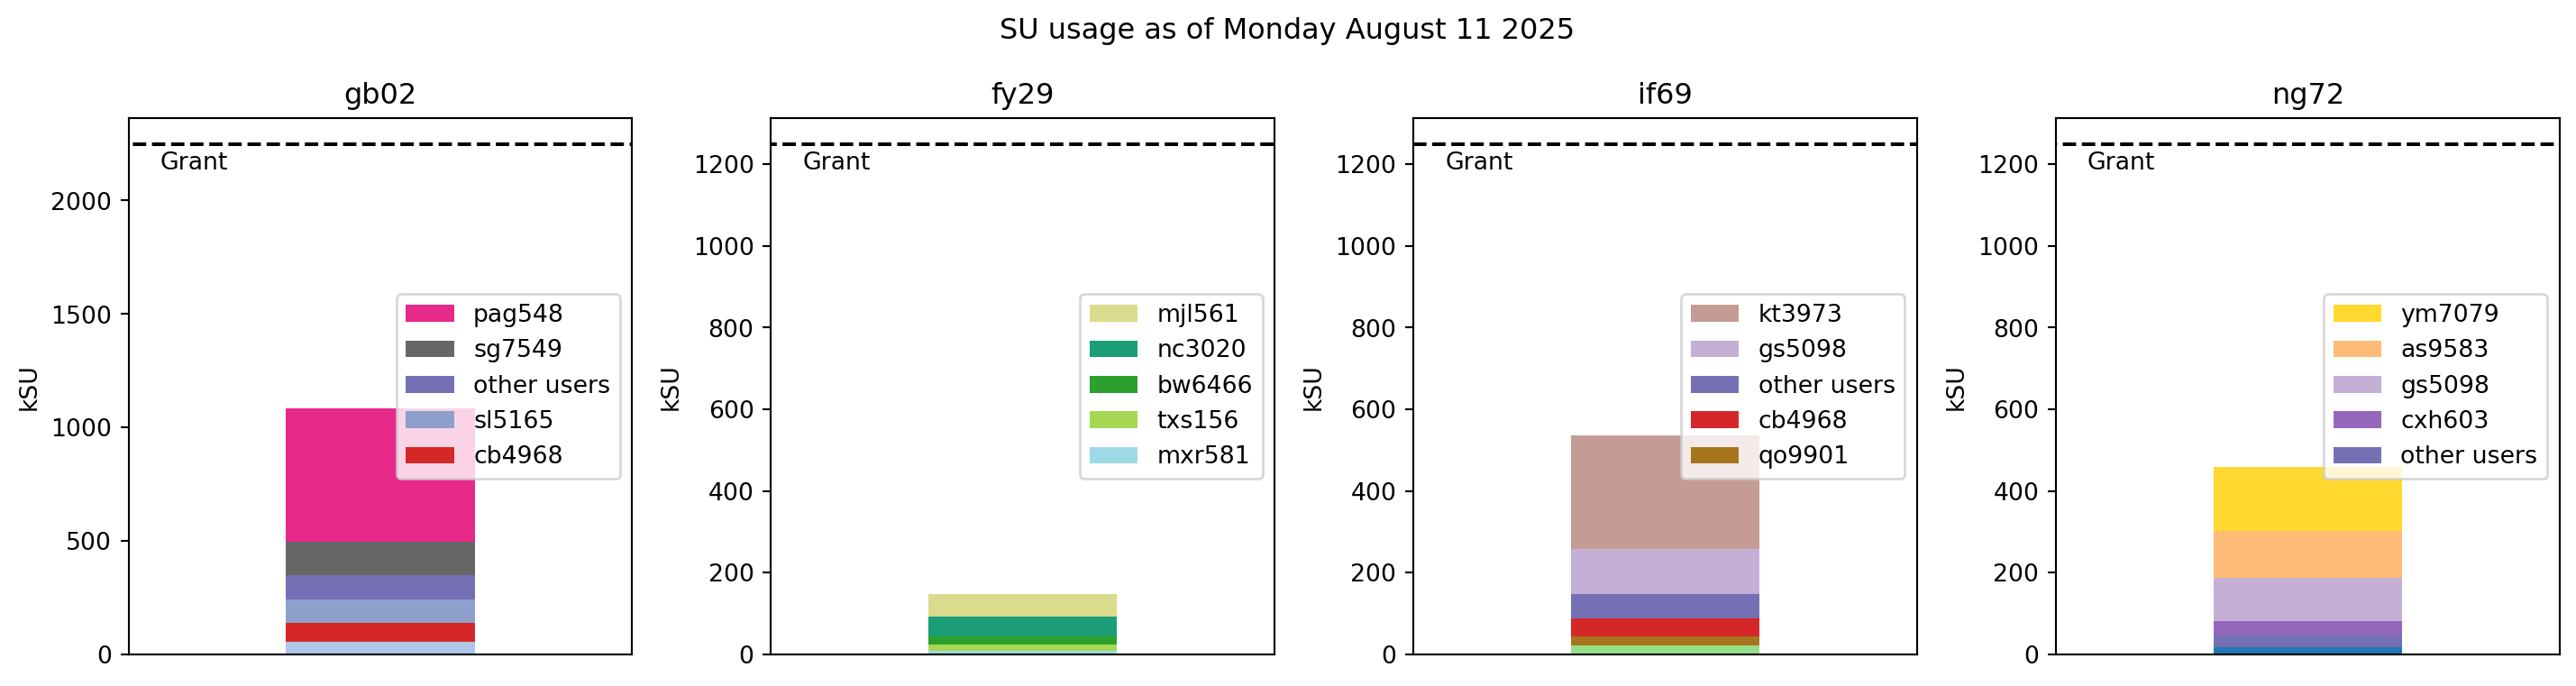 SU usage as of Monday August 11 2025
gb02
kSU
2000
1500
1000
500
0
Grant
pag548
sg7549
other users
sl5165
cb4968
fy29
kSU
1200
1000
800
600
400
200
0
Grant
mjl561
nc3020
bw6466
txs156
mxr581
if69
kSU
1200
1000
800
600
400
200
0
Grant
kt3973
gs5098
other users
cb4968
qo9901
ng72
kSU
1200
1000
800
600
400
200
0
Grant
ym7079
as9583
gs5098
cxh603
other users